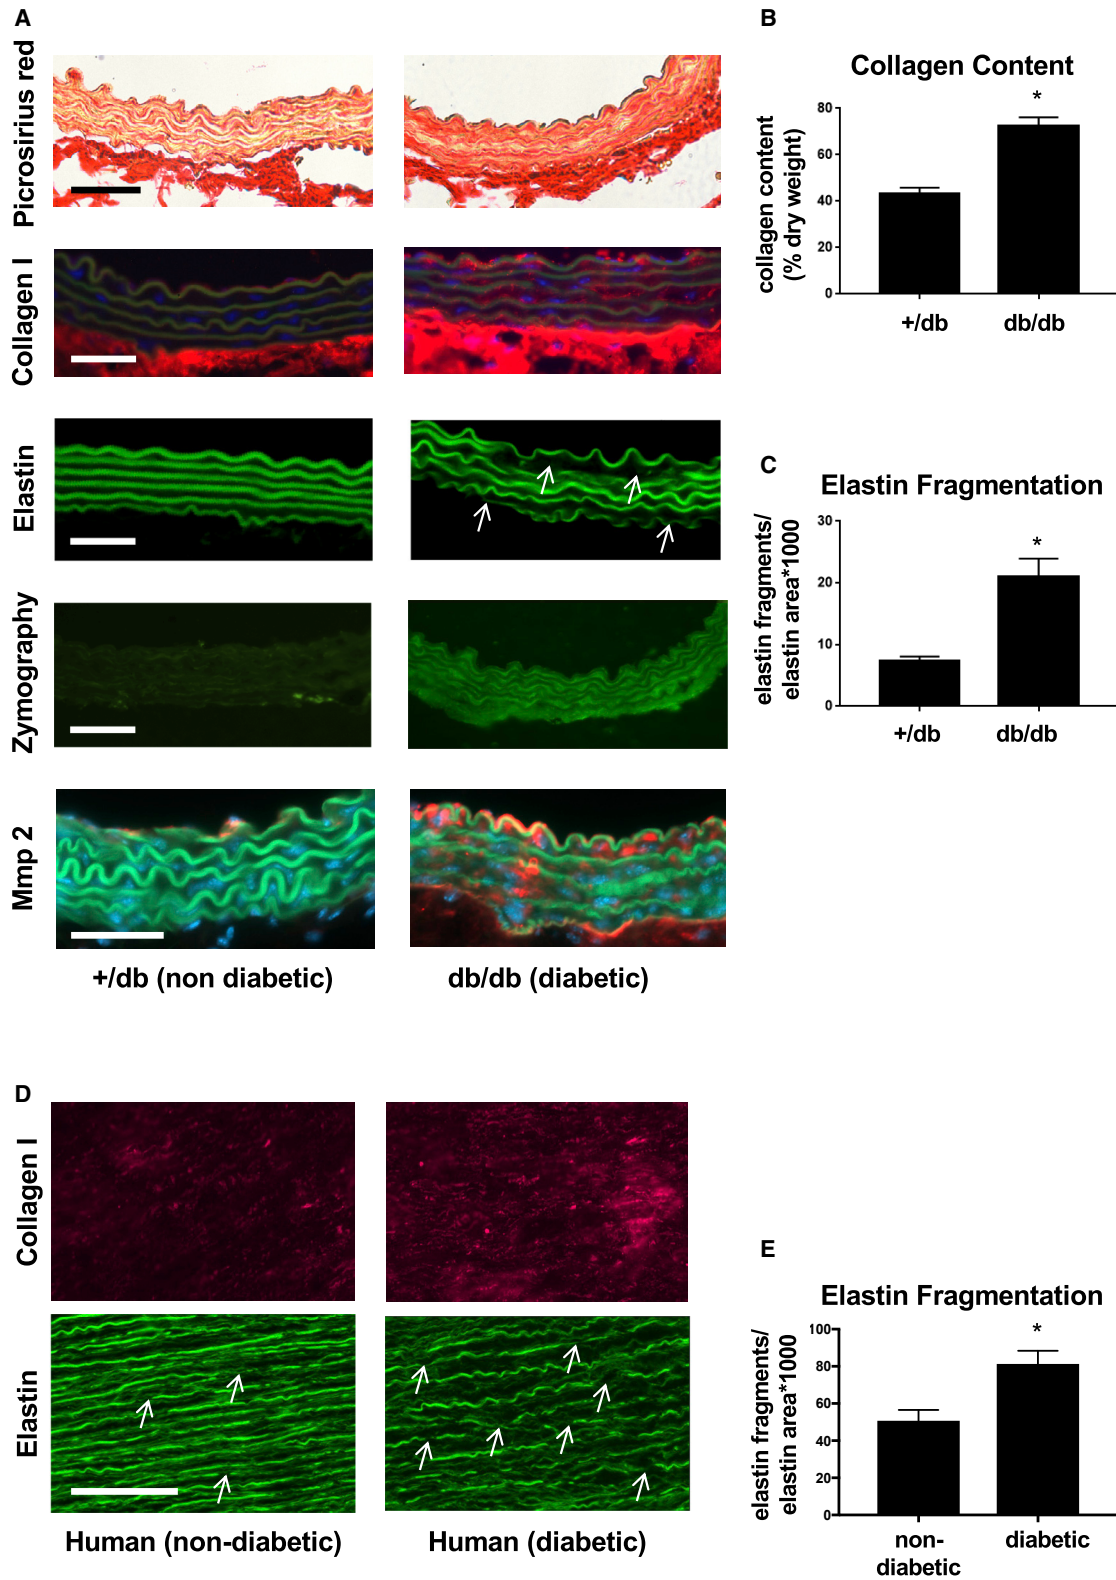 A
Picrosirius red
Collagen I
Elastin
Zymography
Mmp 2
+/db (non diabetic)
db/db (diabetic)
B
Collagen Content
collagen content
(% dry weight)
80
60
40
20
0
*
+/db
db/db
C
Elastin Fragmentation
elastin fragments/
elastin area*1000
30
20
10
0
*
+/db
db/db
D
Collagen I
Elastin
Human (non-diabetic)
Human (diabetic)
E
Elastin Fragmentation
elastin fragments/
elastin area*1000
100
80
60
40
20
0
*
non-
diabetic
diabetic